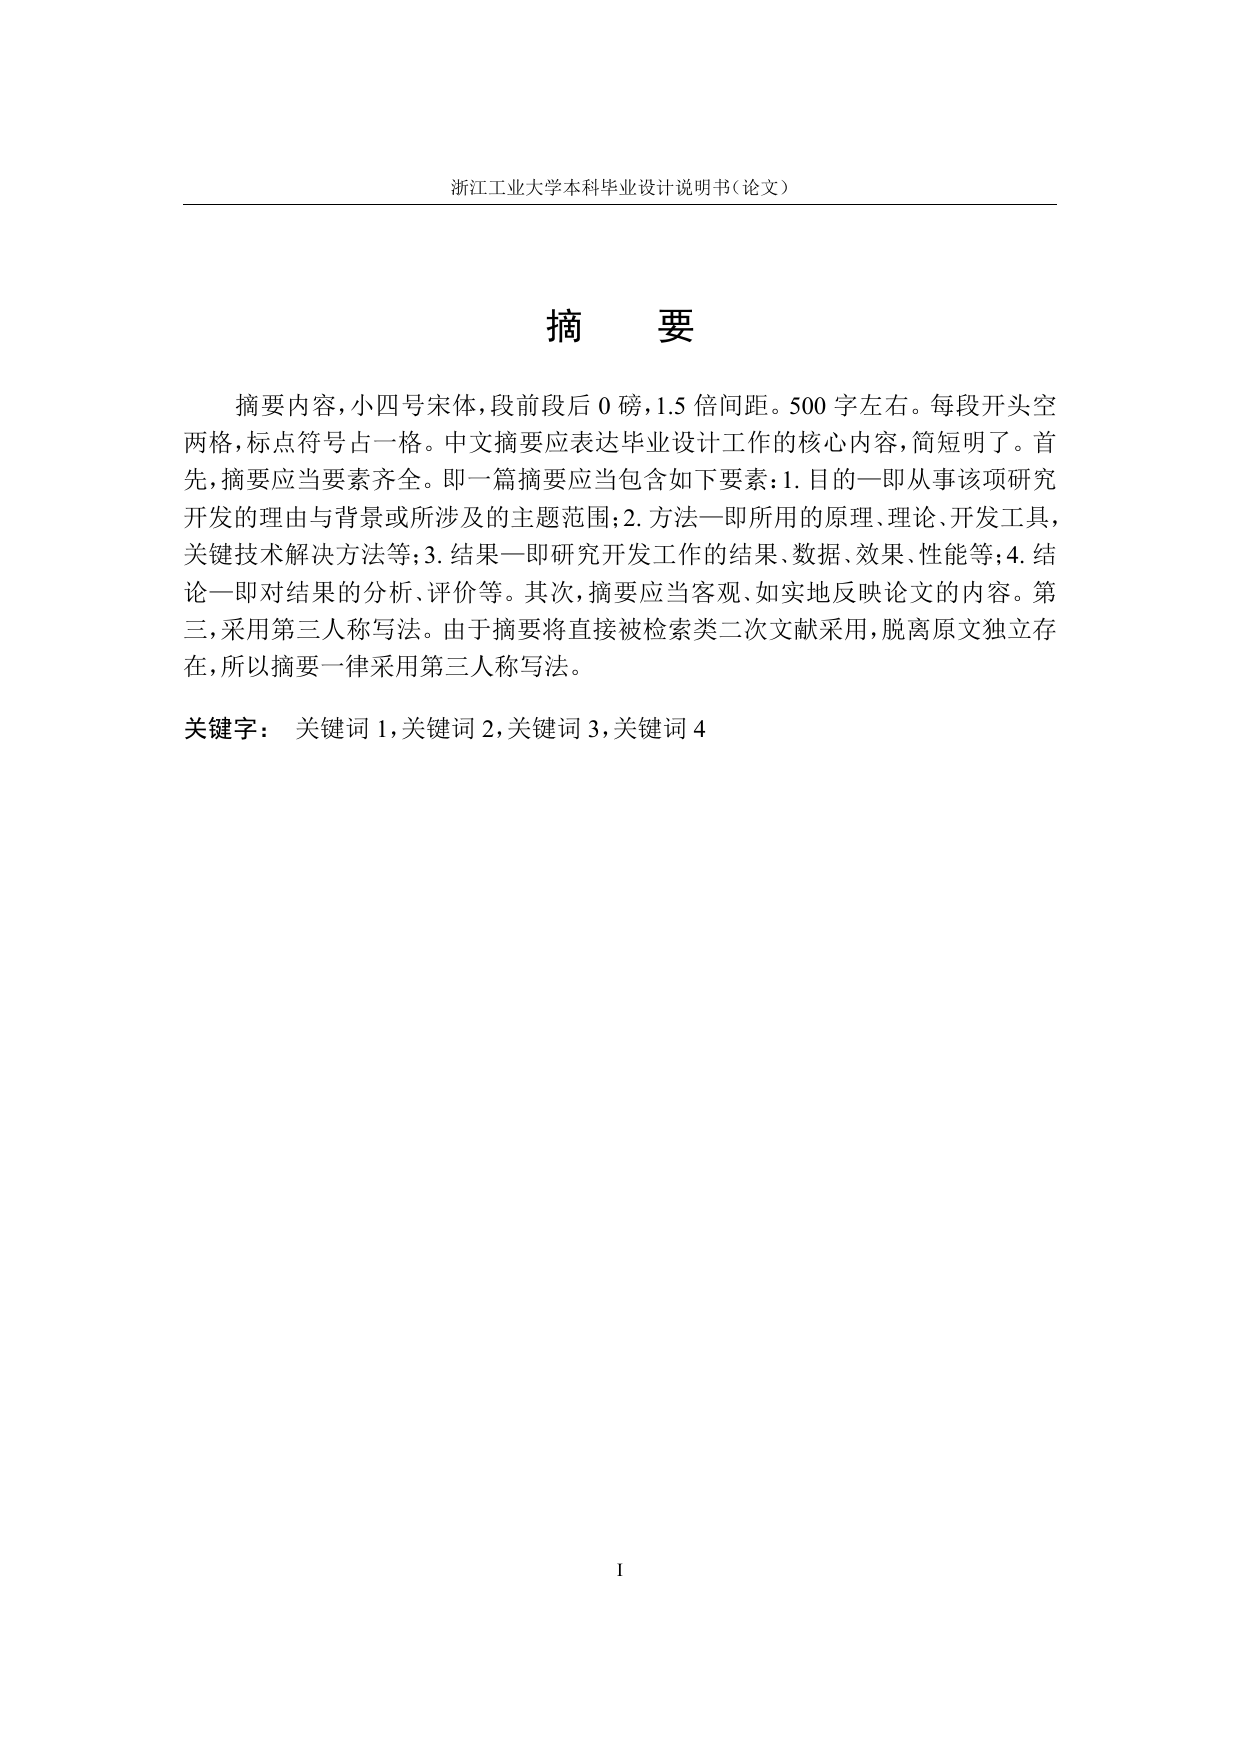 浙江工业大学本科毕业设计说明书（论文）
摘 要
摘要内容，小四号宋体，段前段后 0 磅，1.5 倍间距。500 字左右。每段开头空
两格，标点符号占一格。中文摘要应表达毕业设计工作的核心内容，简短明了。首
先，摘要应当要素齐全。即一篇摘要应当包含如下要素：1. 目的—即从事该项研究
开发的理由与背景或所涉及的主题范围；2. 方法—即所用的原理、理论、开发工具，
关键技术解决方法等；3. 结果—即研究开发工作的结果、数据、效果、性能等；4. 结
论—即对结果的分析、评价等。其次，摘要应当客观、如实地反映论文的内容。第
三，采用第三人称写法。由于摘要将直接被检索类二次文献采用，脱离原文独立存
在，所以摘要一律采用第三人称写法。
关键字： 关键词 1，关键词 2，关键词 3，关键词 4
I